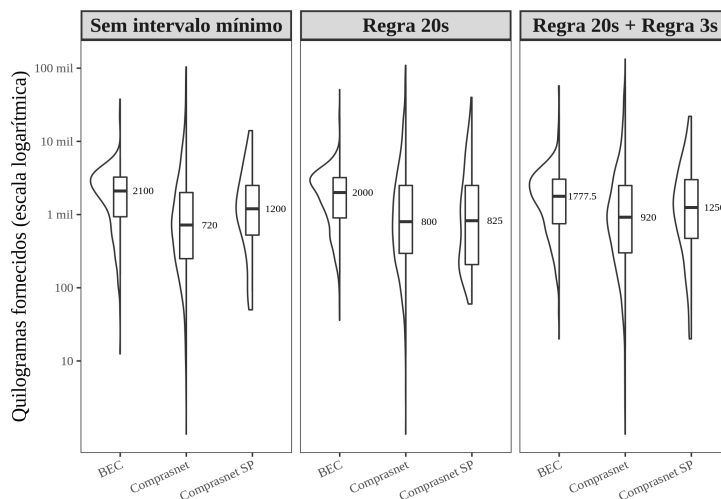 Sem intervalo mínimo
Regra 20s
Regra 20s + Regra 3s
Quilogramas fornecidos (escala logarítmica)
100 mil
10 mil
1 mil
100
10
2100
720
1200
2000
800
825
1777.5
920
BEC
Comprasnet
Comprasnet SP
BEC
Comprasnet
Comprasnet SP
BEC
Comprasnet
Comprasnet SP